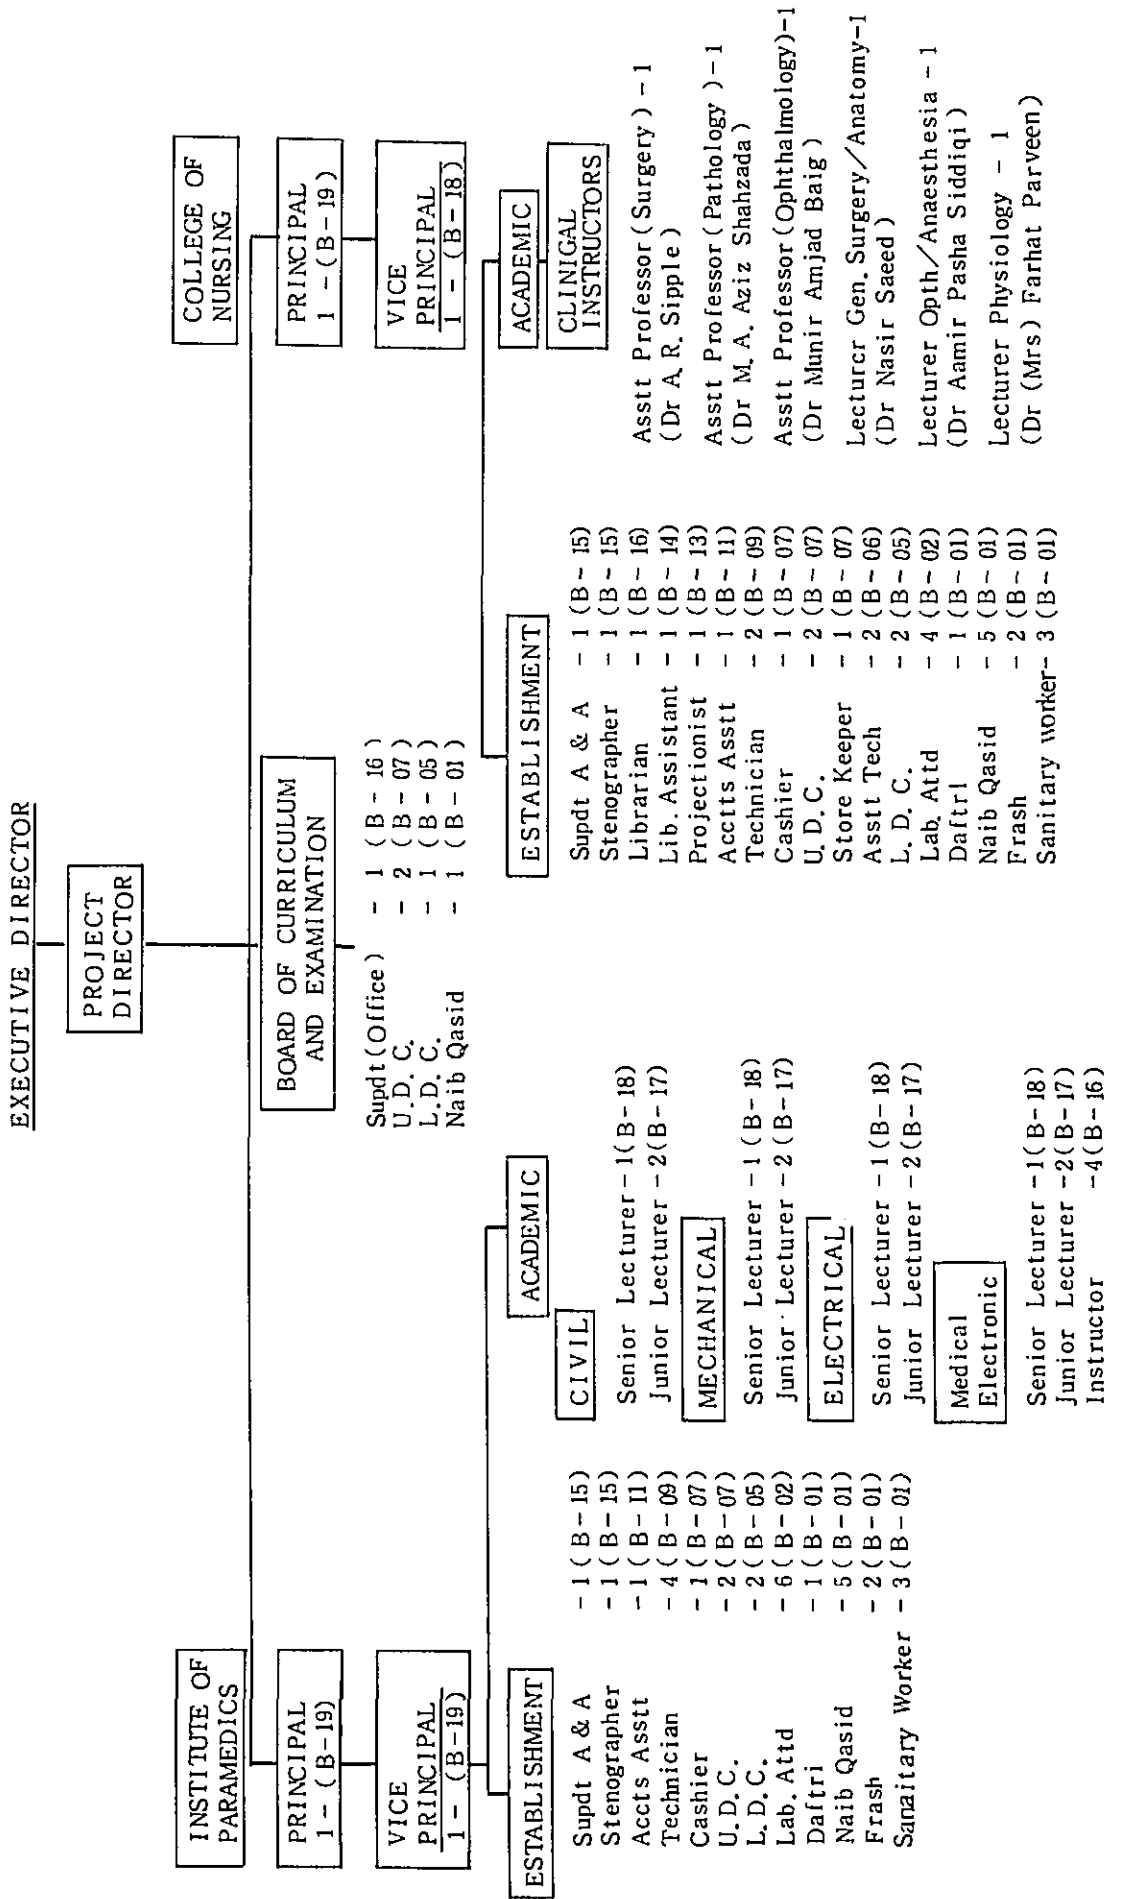 EXECUTIVE DIRECTOR
PROJECT
DIRECTOR
INSTITUTE OF
PARAMEDICS
PRINCIPAL
1 - (B-19)
VICE
PRINCIPAL
1 - (B-19)
ESTABLISHMENT
Supdt A & A - 1(B-15)
Stenographer - 1(B-15)
Accts Asstt - 1(B-11)
Technician - 4(B-09)
Cashier - 1(B-07)
U.D.C. - 2(B-07)
L.D.C. - 2(B-05)
Lab. Attd - 6(B-02)
Daftri - 1(B-01)
Naib Qasid - 5(B-01)
Frash - 2(B-01)
Sanaitary Worker - 3(B-01)
ACADEMIC
CIVIL
Senior Lecturer - 1(B-18)
Junior Lecturer - 2(B-17)
MECHANICAL
Senior Lecturer - 1(B-18)
Junior Lecturer - 2(B-17)
ELECTRICAL
Senior Lecturer - 1(B-18)
Junior Lecturer - 2(B-17)
Medical
Electronic
Senior Lecturer - 1(B-18)
Junior Lecturer - 2(B-17)
Instructor - 4(B-16)
BOARD OF CURRICULUM
AND EXAMINATION
Supdt(Office) - 1 (B-16)
U.D.C. - 2 (B-07)
L.D.C. - 1 (B-05)
Naib Qasid - 1 (B-01)
COLLEGE OF
NURSING
PRINCIPAL
1 - (B-19)
VICE
PRINCIPAL
1 - (B-18)
ESTABLISHMENT
Supdt A & A - 1 (B-15)
Stenographer - 1 (B-15)
Librarian - 1 (B-16)
Lib. Assistant - 1 (B-14)
Projectionist - 1 (B-13)
Acctts Asstt - 1 (B-11)
Technician - 2 (B-09)
Cashier - 1 (B-07)
U.D.C. - 2 (B-07)
Store Keeper - 1 (B-07)
Asstt Tech - 2 (B-06)
L.D.C. - 2 (B-05)
Lab. Attd - 4 (B-02)
Daftrl - 1 (B-01)
Naib Qasid - 5 (B-01)
Frash - 2 (B-01)
Sanitary worker - 3 (B-01)
ACADEMIC
CLINIGAL
INSTRUCTORS
Asstt Professor(Surgery) - 1
(Dr A. R. Sipple)
Asstt Professor(Pathology) - 1
(Dr M. A. Aziz Shahzada)
Asstt Professor(Ophthalmology) - 1
(Dr Munir Amjad Baig)
Lecturcr Gen. Surgery/Anatomy-1
(Dr Nasir Saeed)
Lecturer Opth/Anaesthesia - 1
(Dr Aamir Pasha Siddiqi)
Lecturer Physiology - 1
(Dr (Mrs) Farhat Parveen)